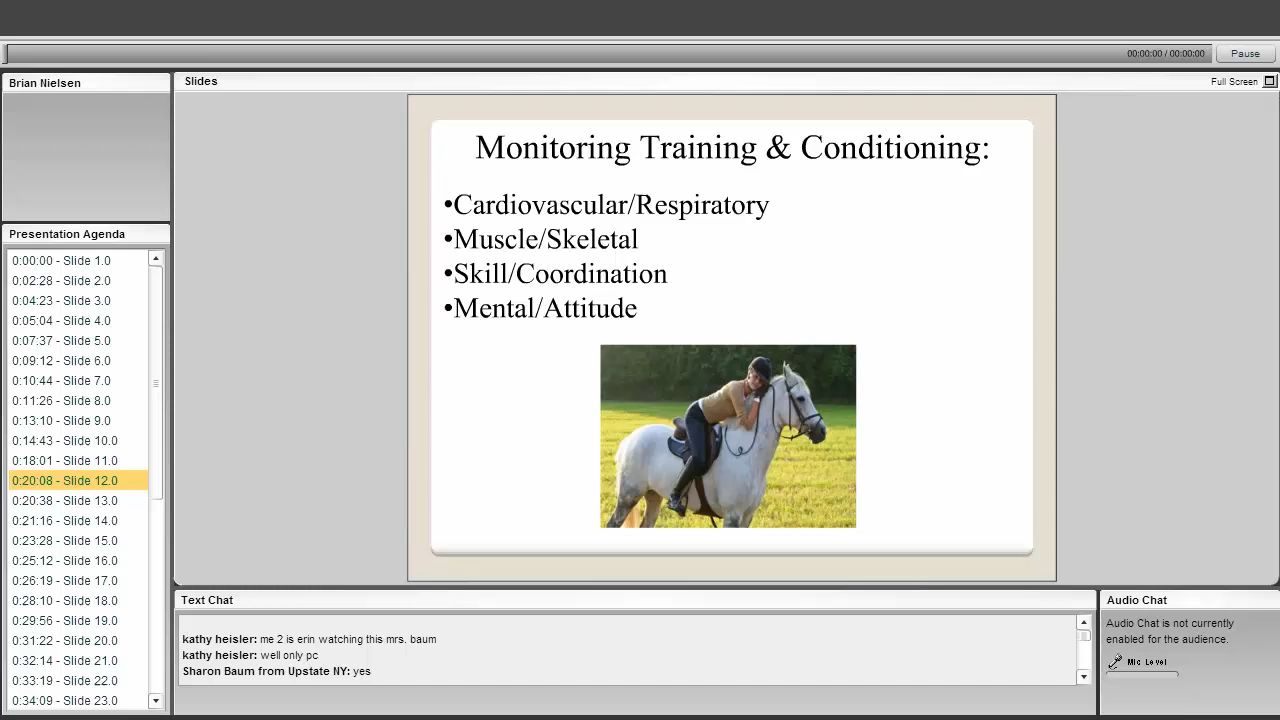 00:00:00 / 00:00:00
Pause
Brian Nielsen
Slides
Full Screen
Monitoring Training & Conditioning:
•Cardiovascular/Respiratory
•Muscle/Skeletal
•Skill/Coordination
•Mental/Attitude
Presentation Agenda
0:00:00 - Slide 1.0
0:02:28 - Slide 2.0
0:04:23 - Slide 3.0
0:05:04 - Slide 4.0
0:07:37 - Slide 5.0
0:09:12 - Slide 6.0
0:10:44 - Slide 7.0
0:11:26 - Slide 8.0
0:13:10 - Slide 9.0
0:14:43 - Slide 10.0
0:18:01 - Slide 11.0
0:20:08 - Slide 12.0
0:20:38 - Slide 13.0
0:21:16 - Slide 14.0
0:23:28 - Slide 15.0
0:25:12 - Slide 16.0
0:26:19 - Slide 17.0
0:28:10 - Slide 18.0
0:29:56 - Slide 19.0
0:31:22 - Slide 20.0
0:32:14 - Slide 21.0
0:33:19 - Slide 22.0
0:34:09 - Slide 23.0
Text Chat
kathy heisler: me 2 is erin watching this mrs. baum
kathy heisler: well only pc
Sharon Baum from Upstate NY: yes
Audio Chat
Audio Chat is not currently
enabled for the audience.
Mic Level